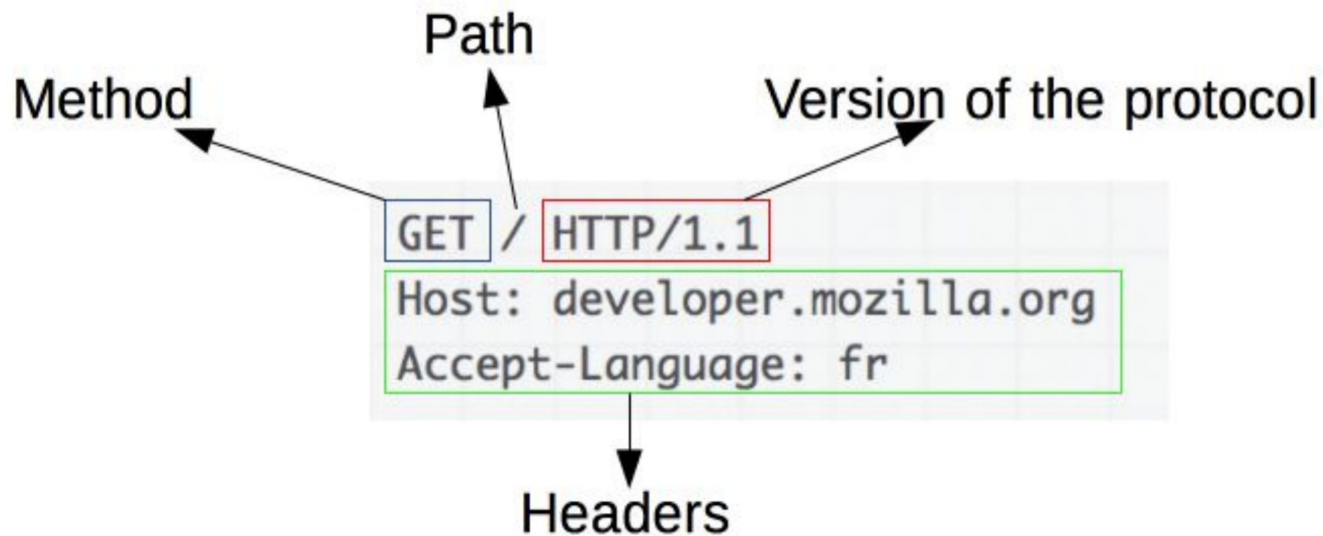 Path
Method
Version of the protocol
GET / HTTP/1.1
Host: developer.mozilla.org
Accept-Language: fr
Headers